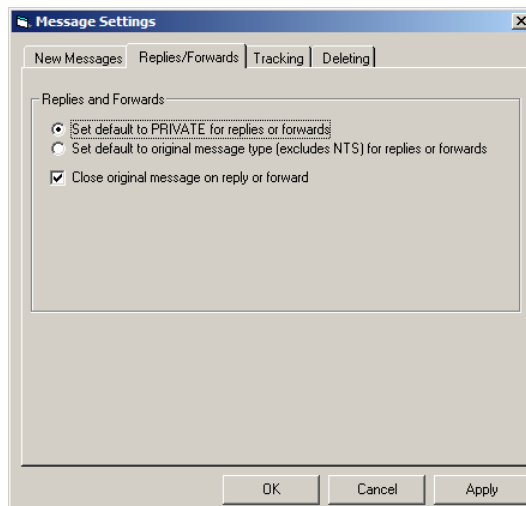 Message Settings
New Messages
Replies/Forwards
Tracking
Deleting
Replies and Forwards
Set default to PRIVATE for replies or forwards
Set default to original message type (excludes NTS) for replies or forwards
Close original message on reply or forward
OK
Cancel
Apply